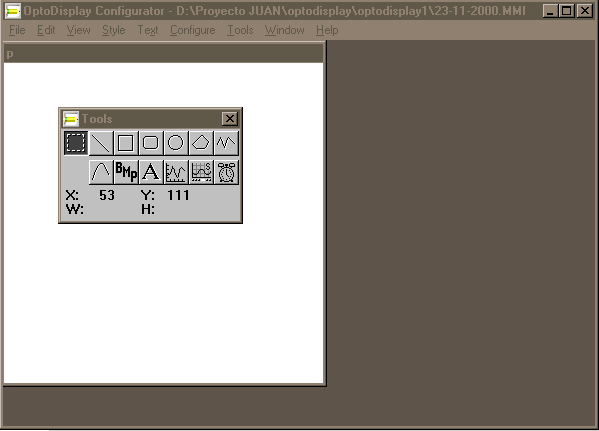 OptoDisplay Configurator - D:\Proyecto JUAN\optodisplay\optodisplay1\23-11-2000.MMI
File Edit View Style Text Configure Tools Window Help
p
Tools
BMP A
X: 53 Y: 111
W: H: